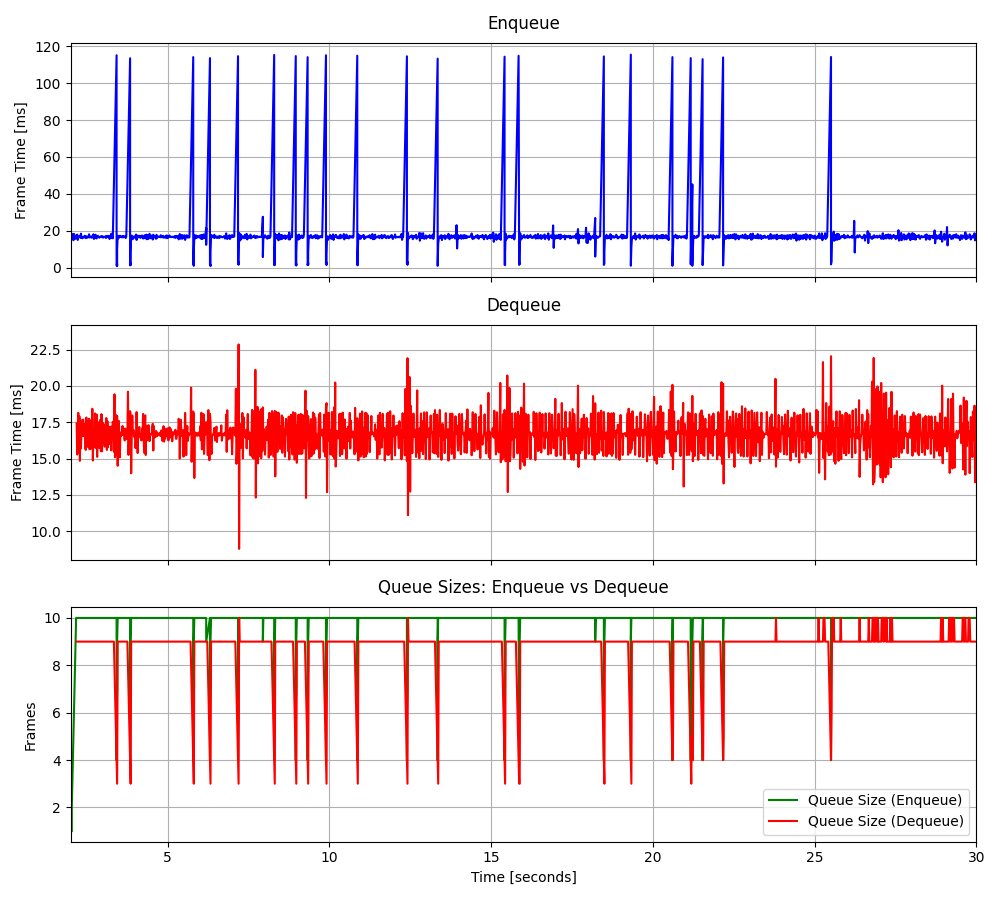 Enqueue
Frame Time [ms]
120
100
80
60
40
20
0
Dequeue
Frame Time [ms]
22.5
20.0
17.5
15.0
12.5
10.0
Queue Sizes: Enqueue vs Dequeue
Frames
10
8
6
4
2
Queue Size (Enqueue)
Queue Size (Dequeue)
5
10
15
20
25
30
Time [seconds]